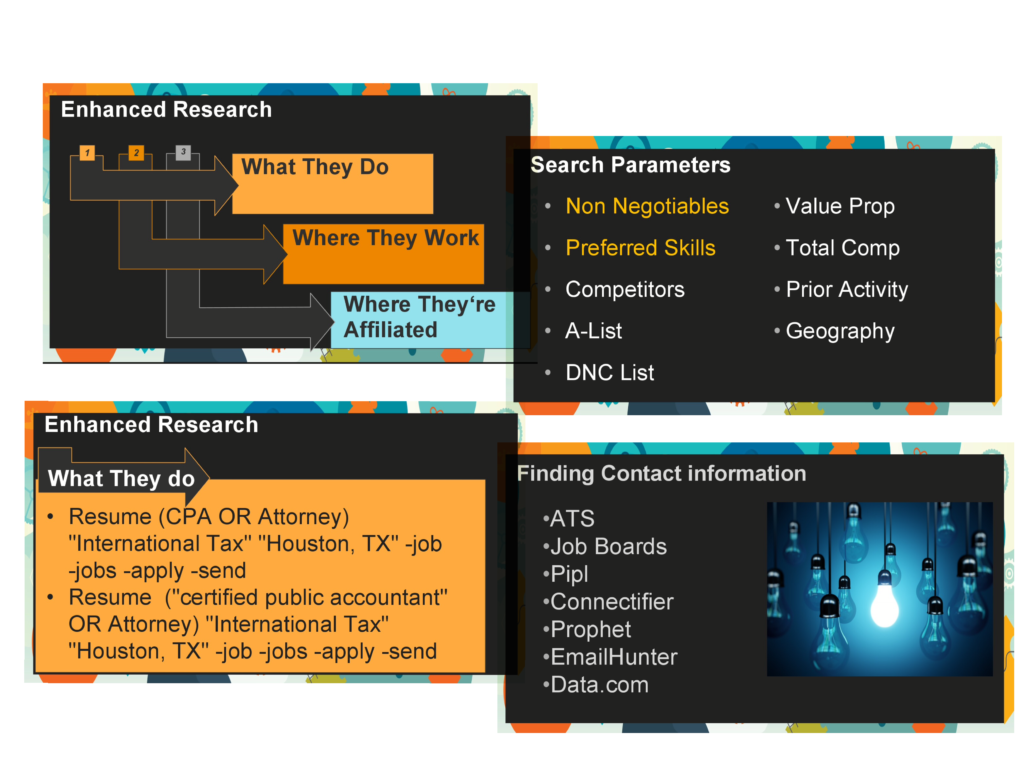 Enhanced Research
1 2 3
What They Do
Where They Work
Where They‘re
Affiliated
Search Parameters
• Non Negotiables
• Preferred Skills
• Competitors
• A-List
• DNC List
• Value Prop
• Total Comp
• Prior Activity
• Geography
Enhanced Research
What They do
• Resume (CPA OR Attorney)
"International Tax" "Houston, TX" -job
-jobs -apply -send
• Resume ("certified public accountant"
OR Attorney) "International Tax"
"Houston, TX" -job -jobs -apply -send
Finding Contact information
•ATS
•Job Boards
•Pipl
•Connectifier
•Prophet
•EmailHunter
•Data.com